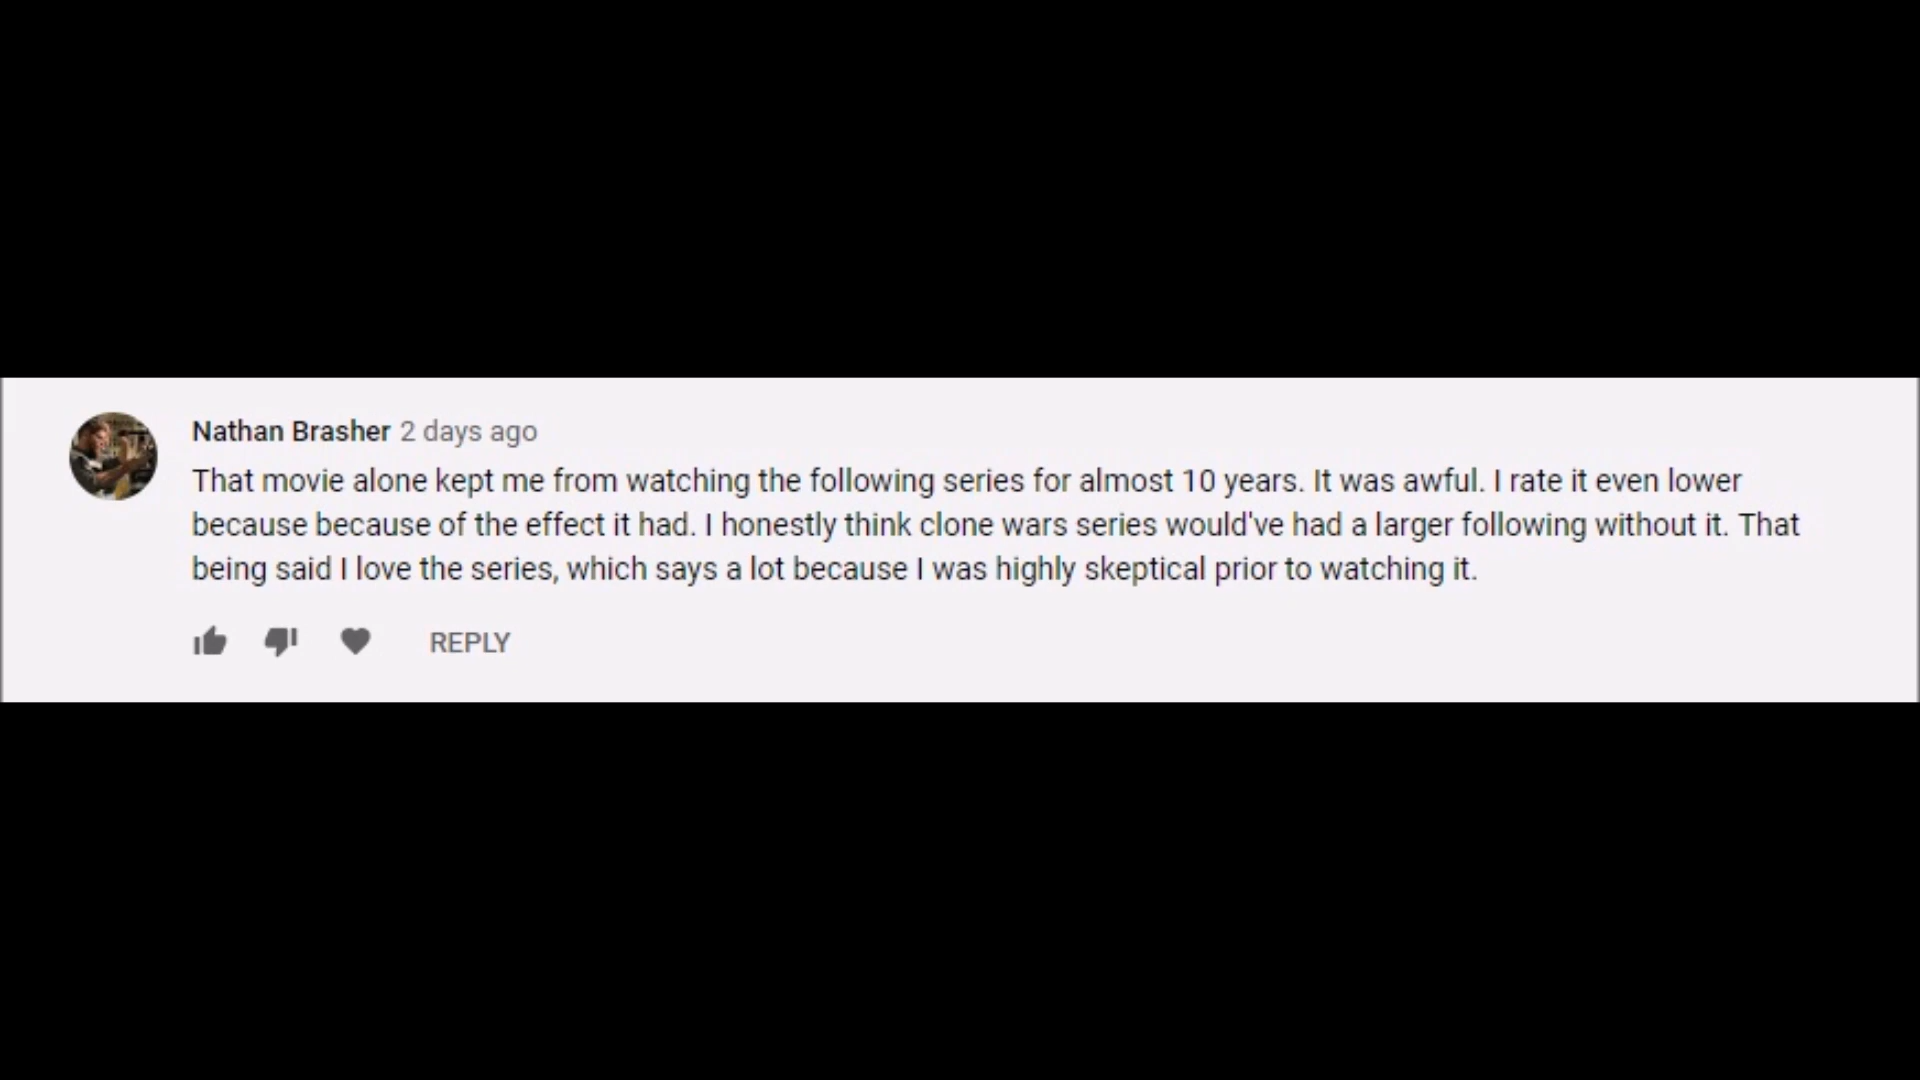 Nathan Brasher 2 days ago
That movie alone kept me from watching the following series for almost 10 years. It was awful. I rate it even lower
because because of the effect it had. I honestly think clone wars series would've had a larger following without it. That
being said I love the series, which says a lot because I was highly skeptical prior to watching it.
REPLY